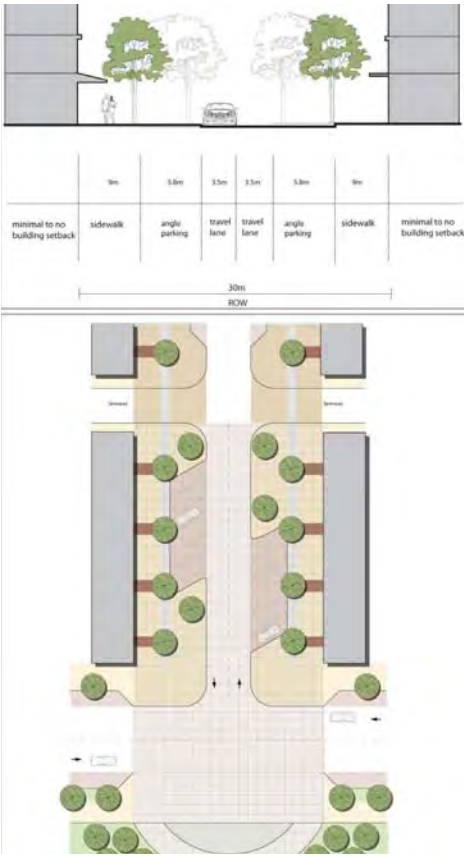 9m 5.8m 3.5m 3.5m 5.8m 9m
minimal to no
building setback
sidewalk
angle
parking
travel
lane
travel
lane
angle
parking
sidewalk
minimal to no
building setback
30m
ROW